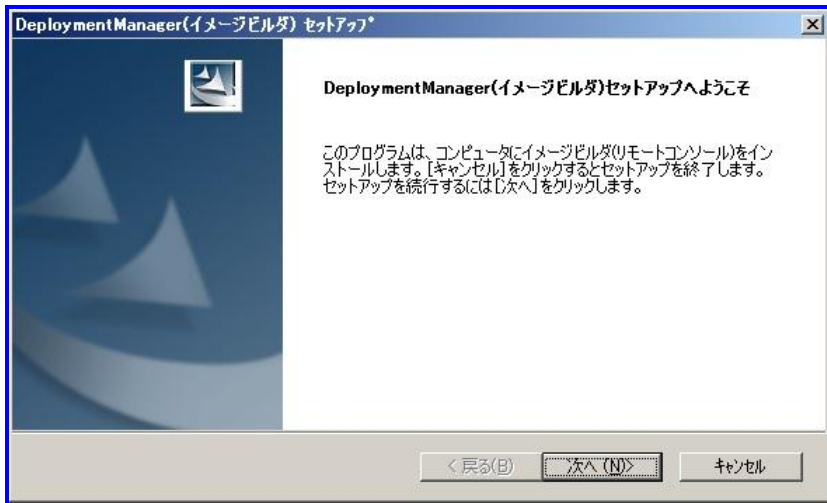 DeploymentManager(イメージビルダ) ｾｯﾄｱｯﾌﾟ
DeploymentManager(イメージビルダ)セットアップへようこそ
このプログラムは、コンピュータにイメージビルダ(リモートコンソール)をイン
ストールします。[キャンセル]をクリックするとセットアップを終了します。
セットアップを続行するには[次へ]をクリックします。
< 戻る(B)
次へ (N)>
ｷｬﾝｾﾙ